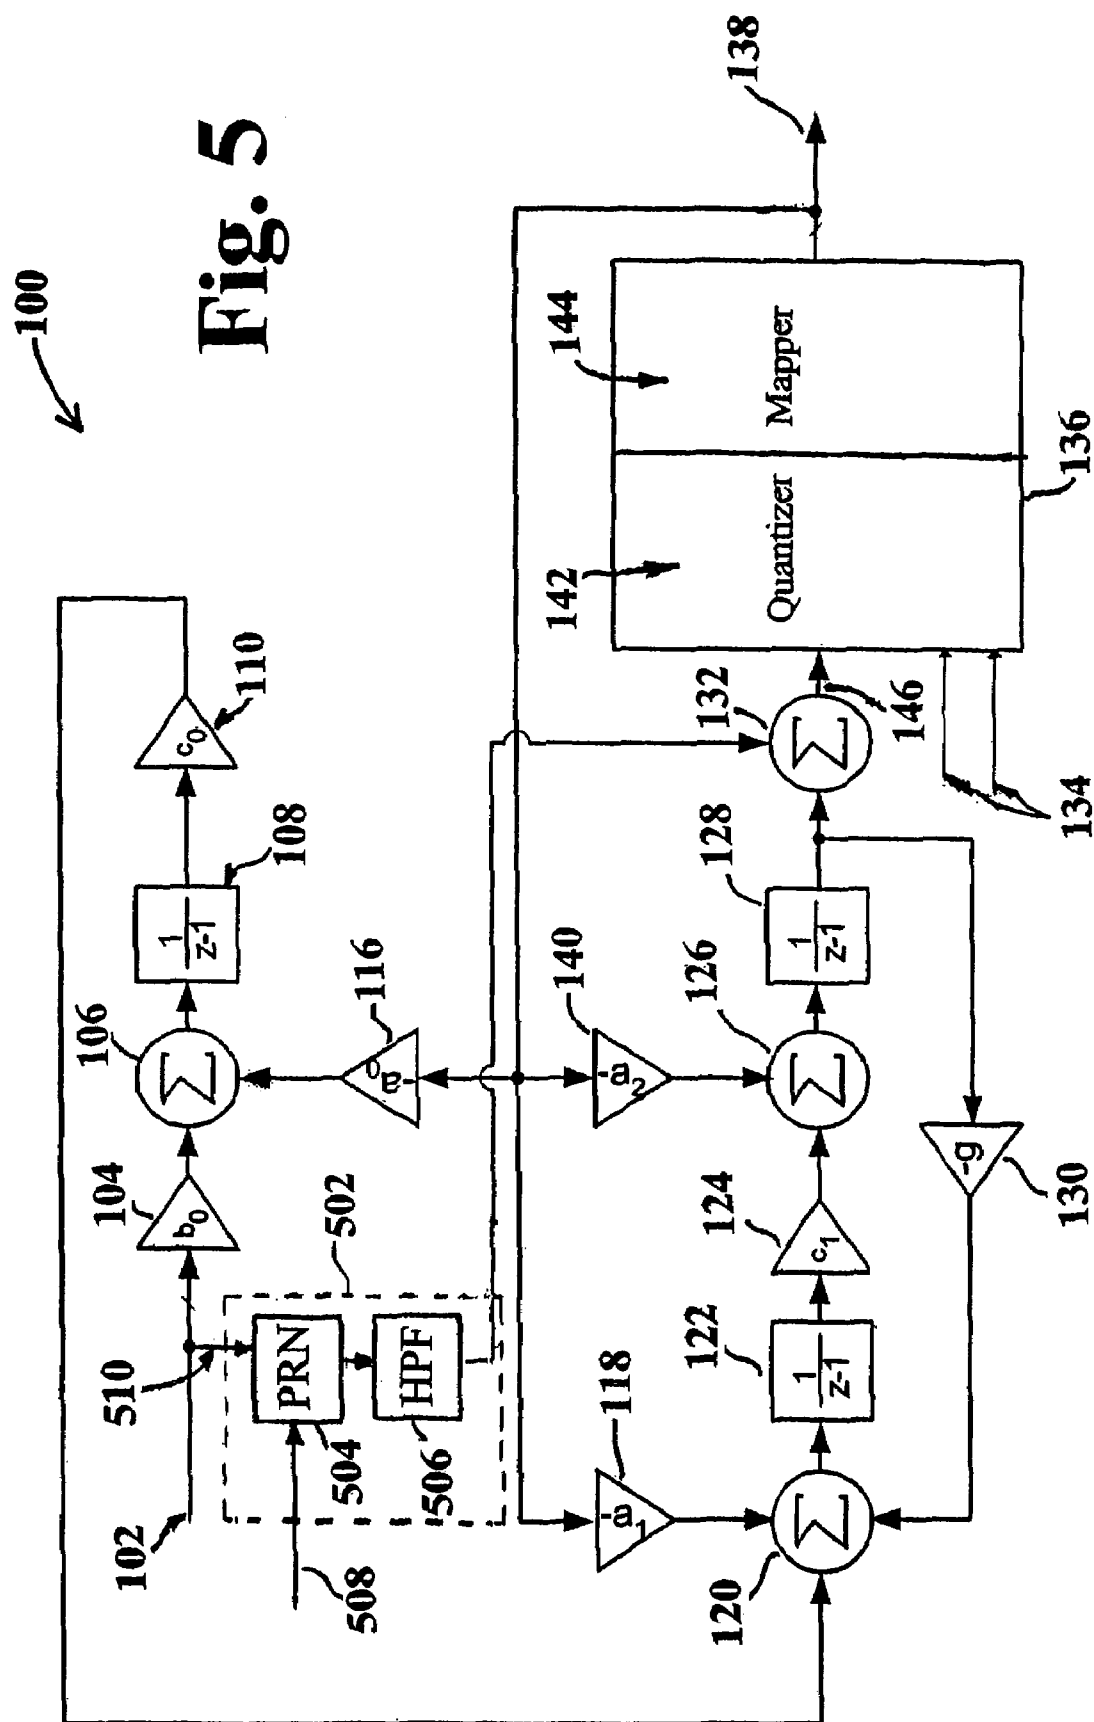 100
Fig. 5
102
104
b0
106
Σ
108
1
z-1
110
c0
116
-a0
510
502
PRN
504
HPF
506
508
118
-a1
140
-a2
120
Σ
122
1
z-1
124
c1
126
Σ
128
1
z-1
130
-g
132
Σ
146
134
142
Quantizer
144
Mapper
136
138